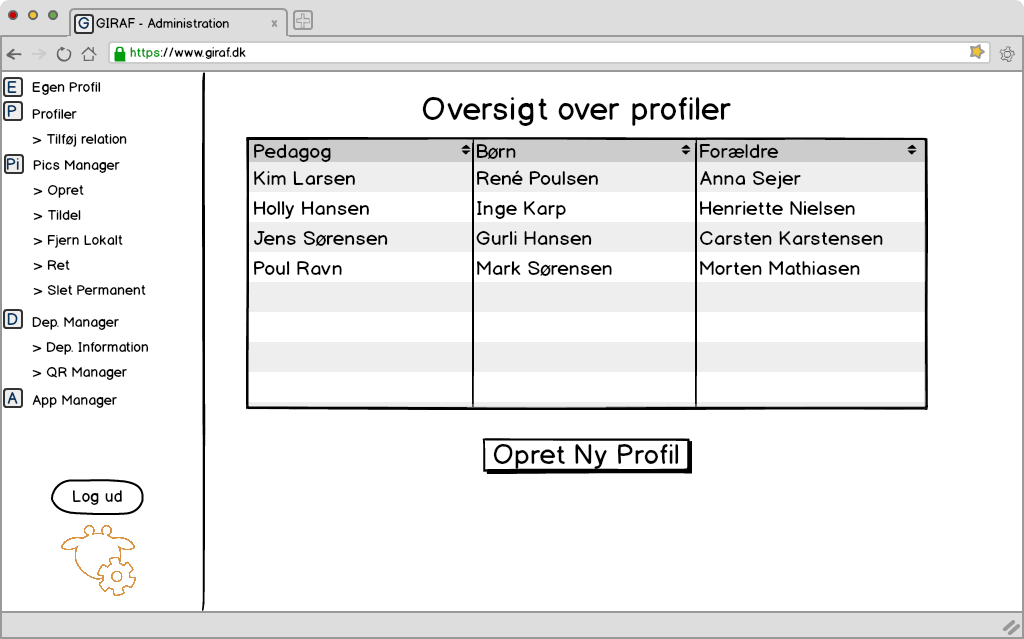 G GIRAF - Administration x
https://www.giraf.dk
E Egen Profil
P Profiler
> Tilføj relation
Pi Pics Manager
> Opret
> Tildel
> Fjern Lokalt
> Ret
> Slet Permanent
D Dep. Manager
> Dep. Information
> QR Manager
A App Manager
Log ud
Oversigt over profiler
Pedagog Børn Forældre
Kim Larsen René Poulsen Anna Sejer
Holly Hansen Inge Karp Henriette Nielsen
Jens Sørensen Gurli Hansen Carsten Karstensen
Poul Ravn Mark Sørensen Morten Mathiasen
Opret Ny Profil